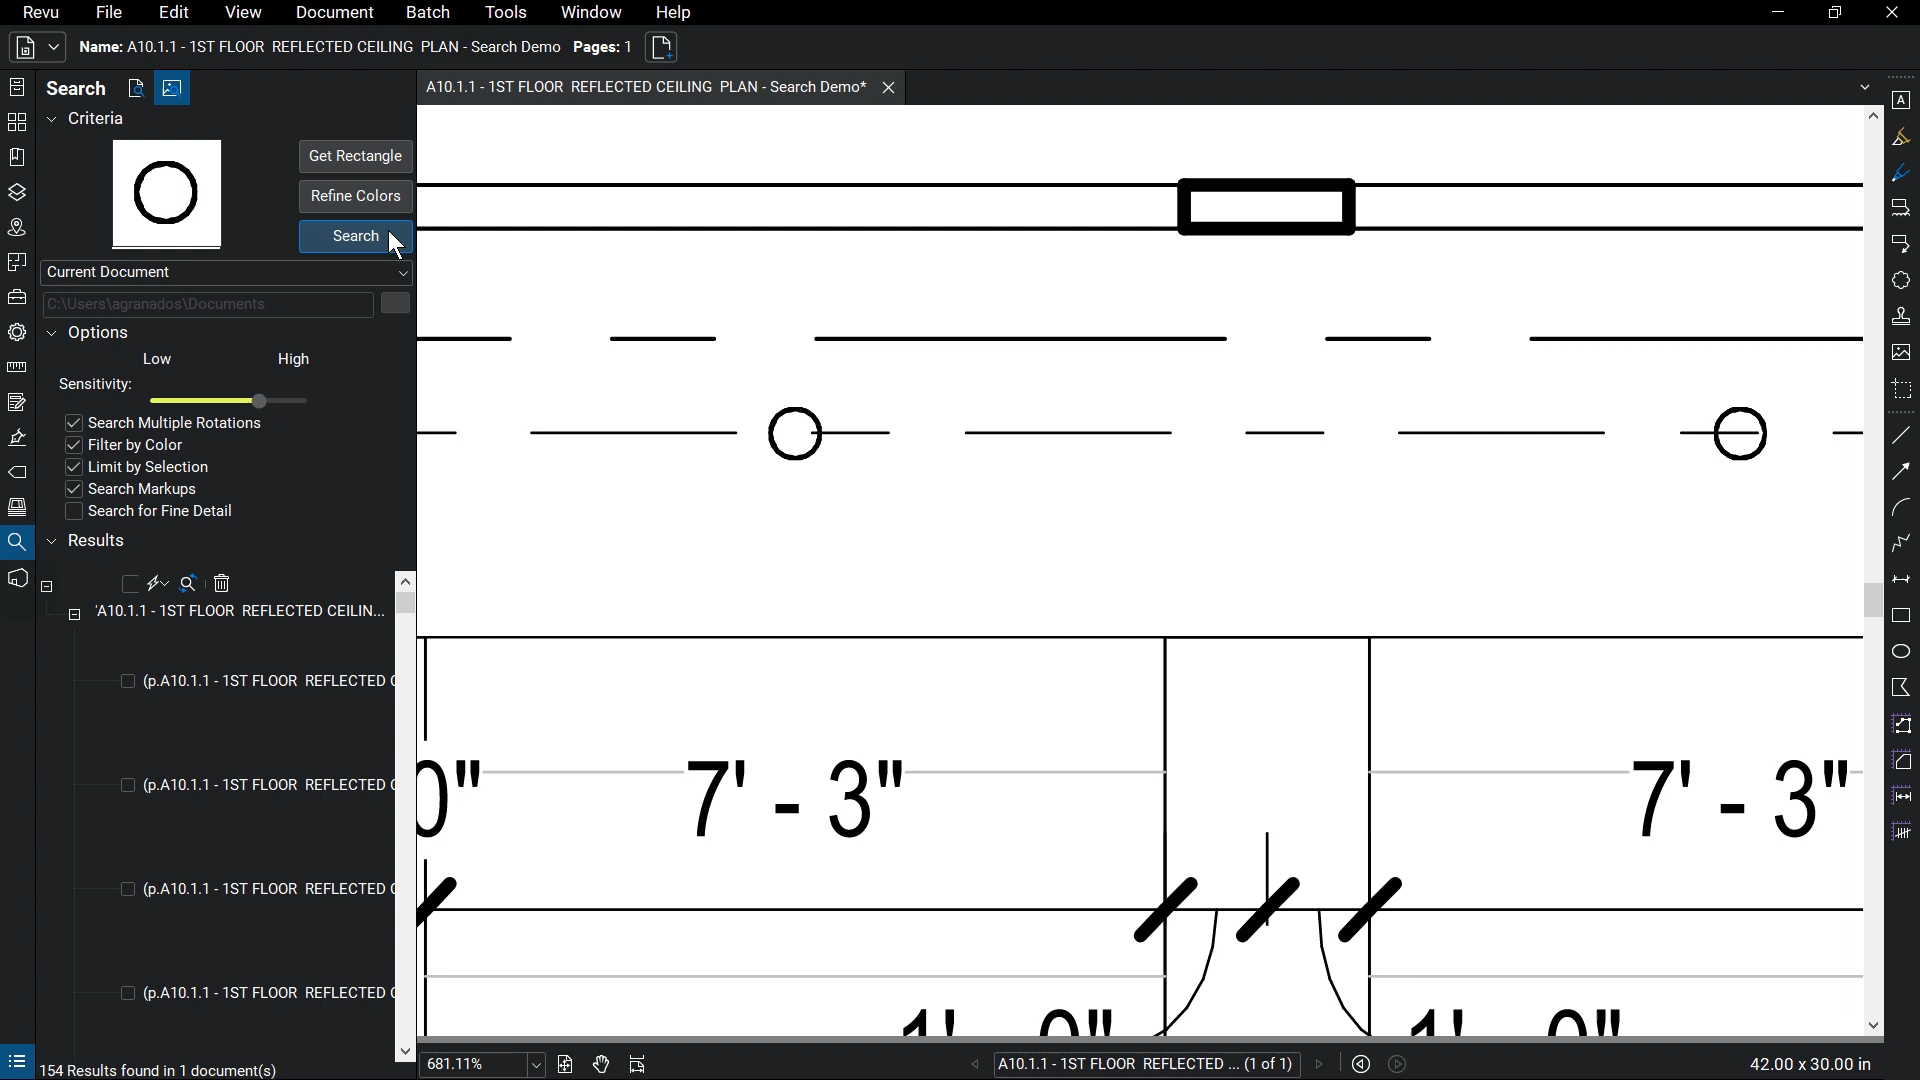 Revu File Edit View Document Batch Tools Window Help
Name: A10.1.1 - 1ST FLOOR REFLECTED CEILING PLAN - Search Demo Pages: 1
Search
A10.1.1 - 1ST FLOOR REFLECTED CEILING PLAN - Search Demo*
Criteria
Get Rectangle
Refine Colors
Search
Current Document
C:\Users\agranados\Documents
Options
Low High
Sensitivity:
Search Multiple Rotations
Filter by Color
Limit by Selection
Search Markups
Search for Fine Detail
Results
'A10.1.1 - 1ST FLOOR REFLECTED CEILIN...
(p.A10.1.1 - 1ST FLOOR REFLECTED
(p.A10.1.1 - 1ST FLOOR REFLECTED
(p.A10.1.1 - 1ST FLOOR REFLECTED
(p.A10.1.1 - 1ST FLOOR REFLECTED
154 Results found in 1 document(s)
0" 7' - 3" 7' - 3"
681.11%
A10.1.1 - 1ST FLOOR REFLECTED ... (1 of 1)
42.00 x 30.00 in